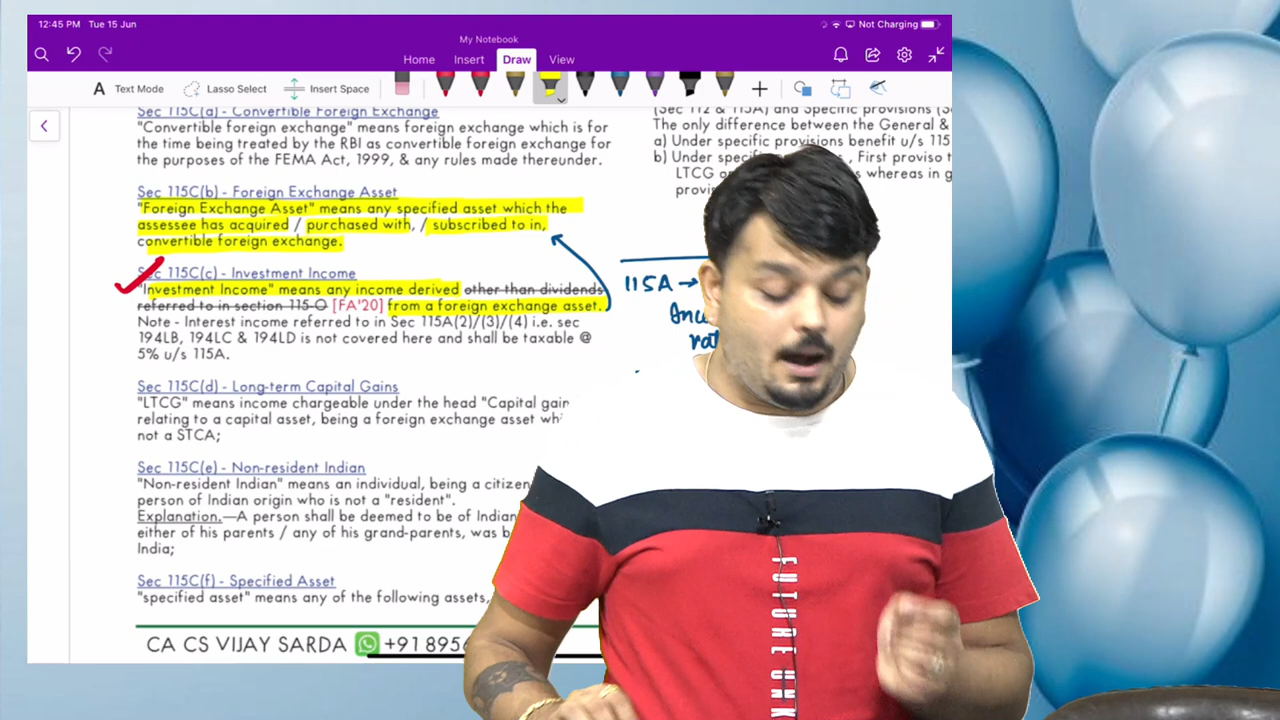 12:45 PM Tue 15 Jun
Not Charging
My Notebook
Home Insert Draw View
Text Mode Lasso Select Insert Space
Sec 115C(a) - Convertible Foreign Exchange
"Convertible foreign exchange" means foreign exchange which is for
the time being treated by the RBI as convertible foreign exchange for
the purposes of the FEMA Act, 1999, & any rules made thereunder.
Sec 115C(b) - Foreign Exchange Asset
"Foreign Exchange Asset" means any specified asset which the
assessee has acquired / purchased with, / subscribed to in,
convertible foreign exchange.
Sec 115C(c) - Investment Income
"Investment Income" means any income derived other than dividends
referred to in section 115-O [FA'20] from a foreign exchange asset.
Note - Interest income referred to in Sec 115A(2)/(3)/(4) i.e. sec
194LB, 194LC & 194LD is not covered here and shall be taxable @
5% u/s 115A.
Sec 115C(d) - Long-term Capital Gains
"LTCG" means income chargeable under the head "Capital gain
relating to a capital asset, being a foreign exchange asset
not a STCA;
Sec 115C(e) - Non-resident Indian
"Non-resident Indian" means an individual, being a citizen
person of Indian origin who is not a "resident".
Explanation.—A person shall be deemed to be of Indian
either of his parents / any of his grand-parents, was
India;
Sec 115C(f) - Specified Asset
"specified asset" means any of the following assets,
CA CS VIJAY SARDA +91 895
(Sec 112 & 115A) and Specific provisions
The only difference between the General &
a) Under specific provisions benefit u/s 115
b) Under , First proviso
LTCG whereas in
115A →
FUTURE